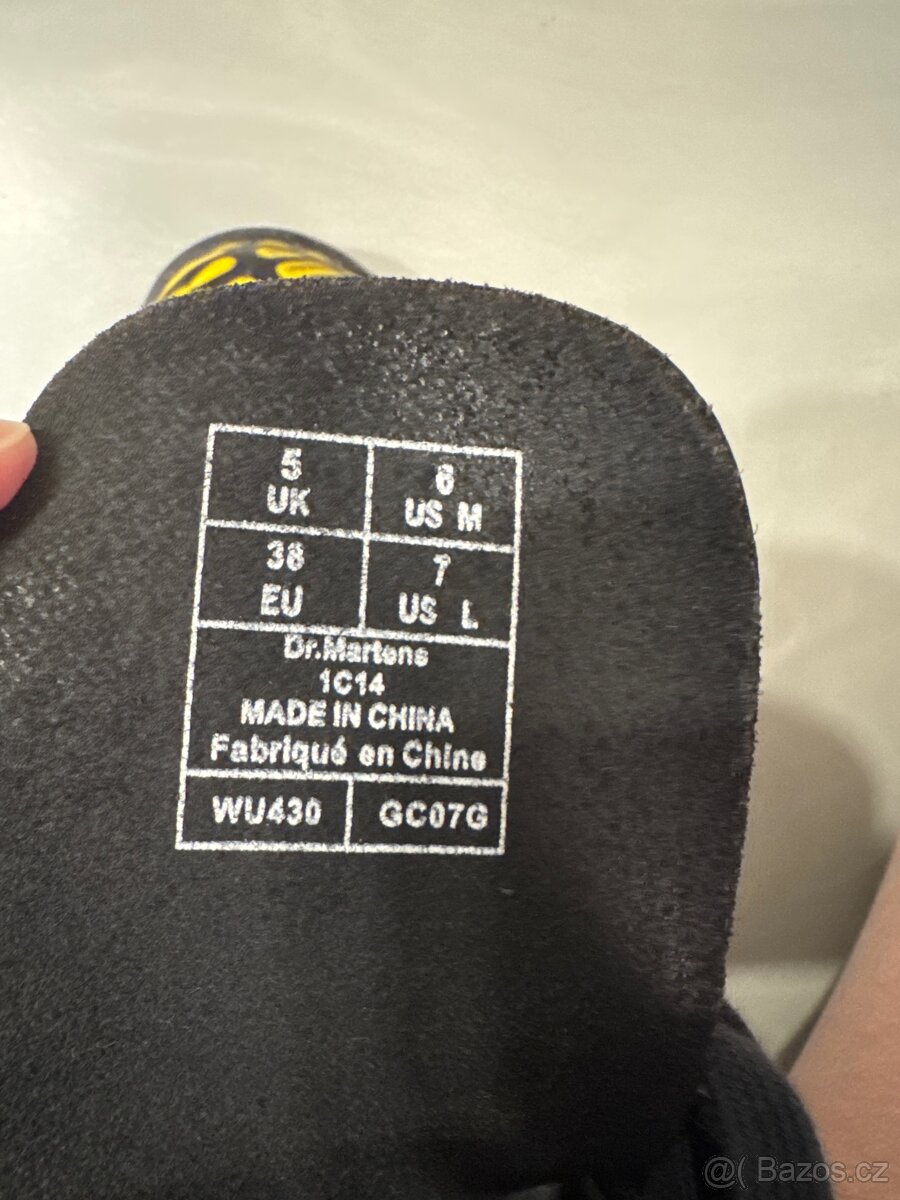 5 UK
6 US M
38 EU
7 US L
Dr.Martens
1C14
MADE IN CHINA
Fabriqué en Chine
WU430
GC07G
@( Bazos.cz